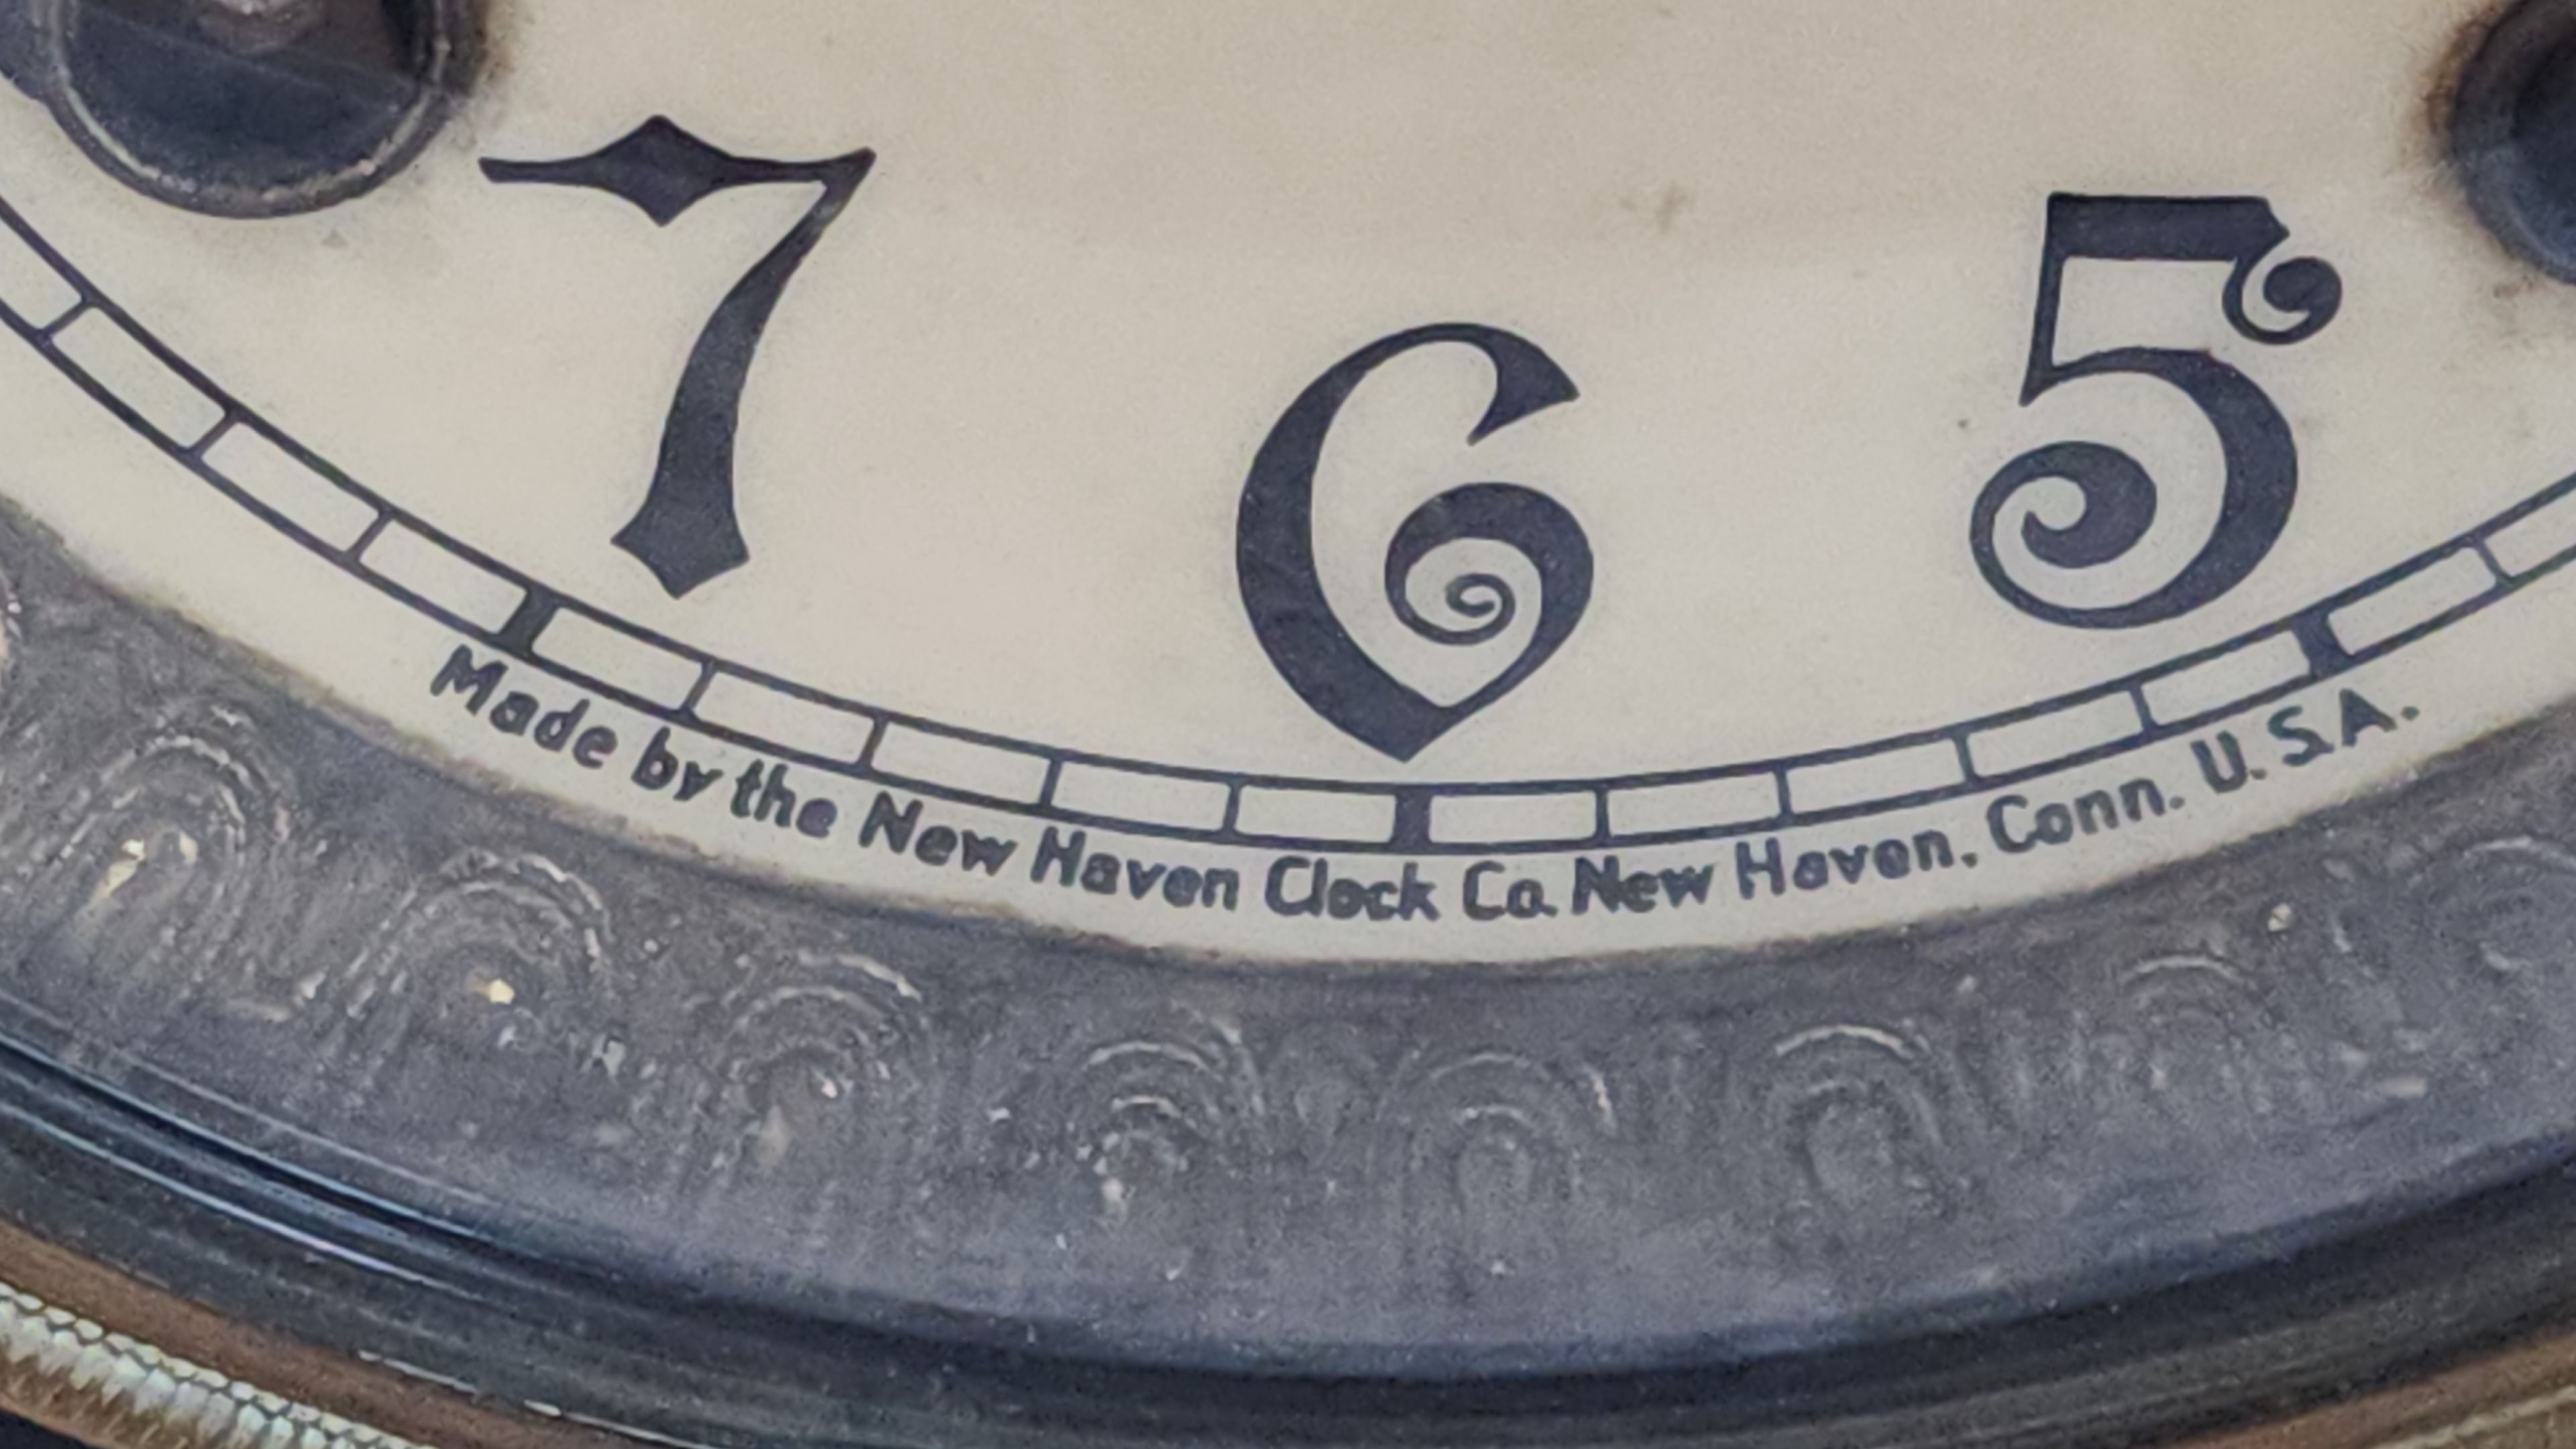 7 6 5
Made by the New Haven Clock Co. New Haven, Conn. U.S.A.